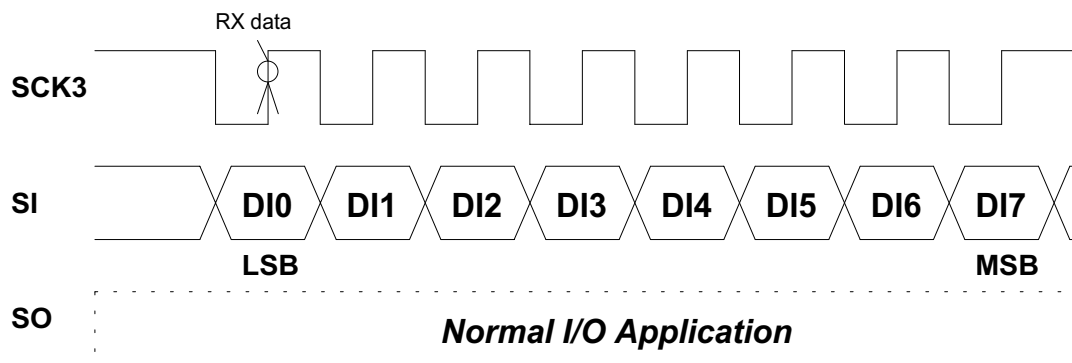 RX data
SCK3
SI DI0 DI1 DI2 DI3 DI4 DI5 DI6 DI7
LSB MSB
SO Normal I/O Application